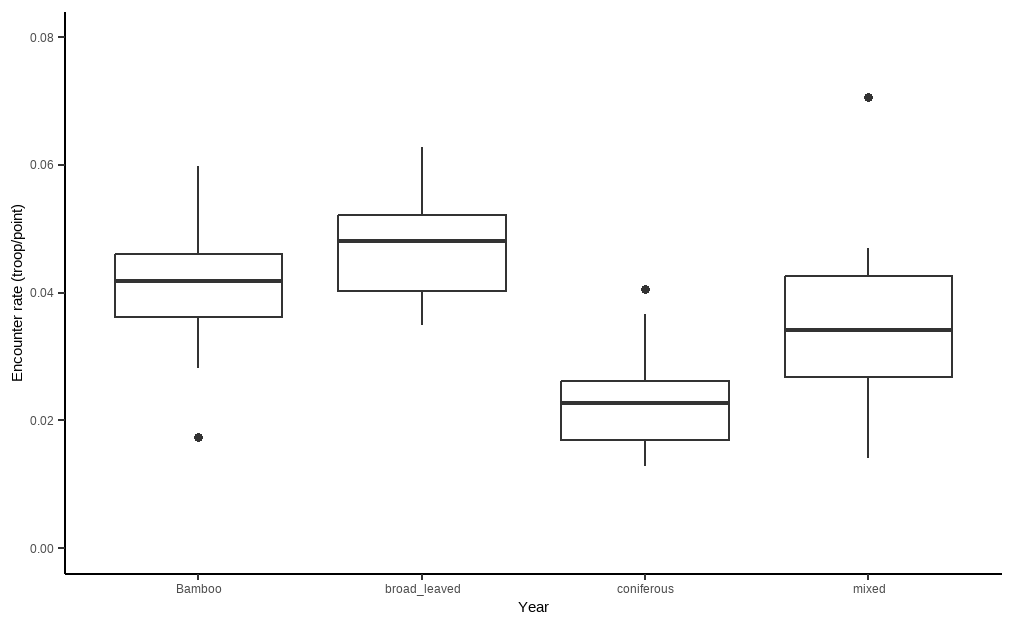 0.08
0.06
0.04
0.02
0.00
Encounter rate (troop/point)
Bamboo broad_leaved coniferous mixed
Year